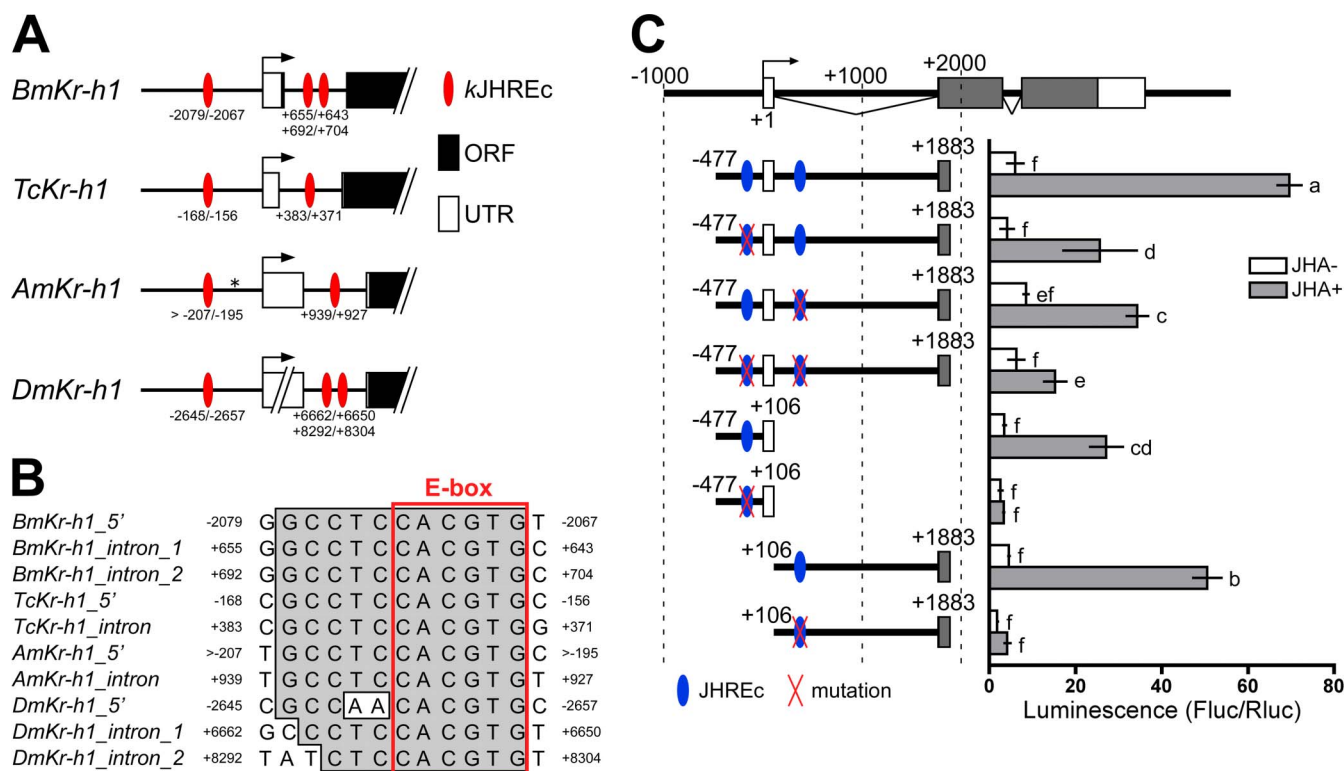 A
BmKr-h1
-2079/-2067
+655/+643
+692/+704
kJHREc
ORF
UTR
TcKr-h1
-168/-156
+383/+371
AmKr-h1
*
> -207/-195
+939/+927
DmKr-h1
-2645/-2657
+6662/+6650
+8292/+8304
B
E-box
BmKr-h1_5' -2079 G G C C T C C A C G T G T -2067
BmKr-h1_intron_1 +655 G G C C T C C A C G T G C +643
BmKr-h1_intron_2 +692 G G C C T C C A C G T G C +704
TcKr-h1_5' -168 C G C C T C C A C G T G C -156
TcKr-h1_intron +383 C G C C T C C A C G T G G +371
AmKr-h1_5' >-207 T G C C T C C A C G T G C >-195
AmKr-h1_intron +939 T G C C T C C A C G T G T +927
DmKr-h1_5' -2645 C G C C A A C A C G T G C -2657
DmKr-h1_intron_1 +6662 G C C C T C C A C G T G T +6650
DmKr-h1_intron_2 +8292 T A T C T C C A C G T G T +8304
C
-1000 +1000 +2000
+1
-477 +1883 f
a
-477 +1883 f
d
-477 +1883 ef
c
-477 +1883 f
e
-477 +106 f
cd
-477 +106 f
f
+106 +1883 f
b
+106 +1883 f
f
JHA-
JHA+
JHREc mutation
0 20 40 60 80
Luminescence (Fluc/Rluc)